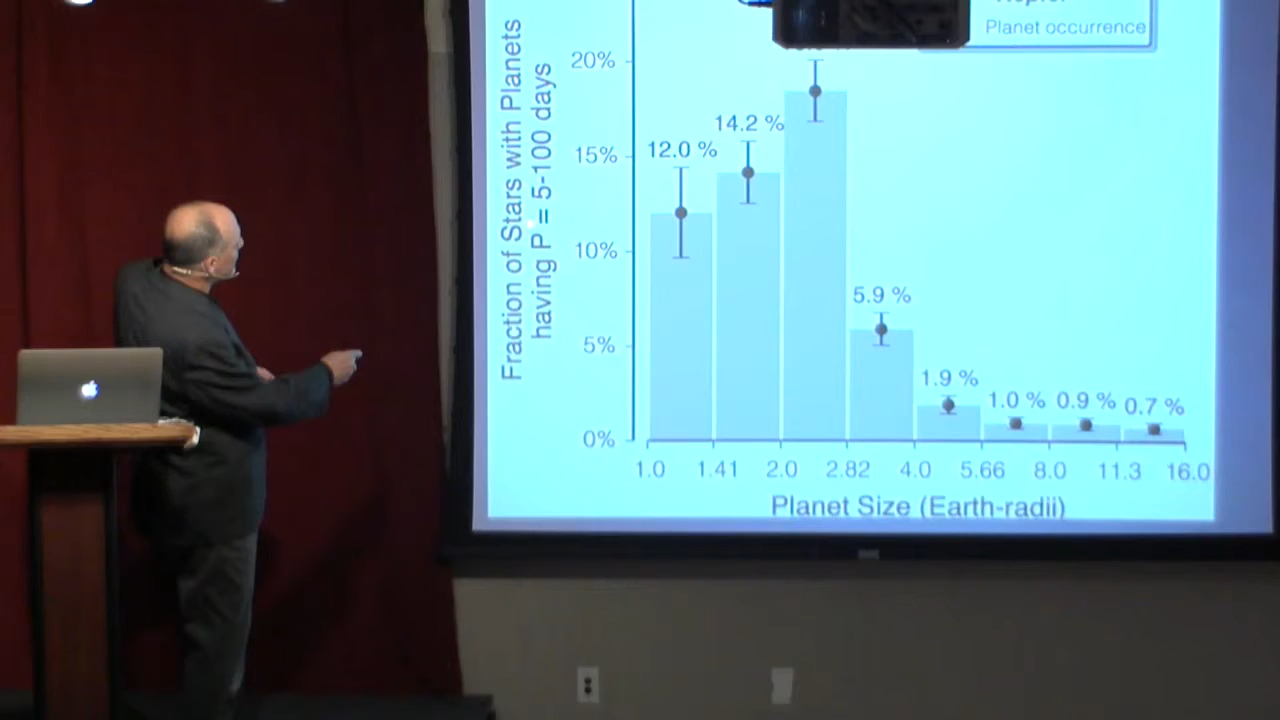 Planet occurrence
Fraction of Stars with Planets
having P = 5-100 days
20%
15%
10%
5%
0%
12.0 %
14.2 %
5.9 %
1.9 %
1.0 %
0.9 %
0.7 %
1.0 1.41 2.0 2.82 4.0 5.66 8.0 11.3 16.0
Planet Size (Earth-radii)